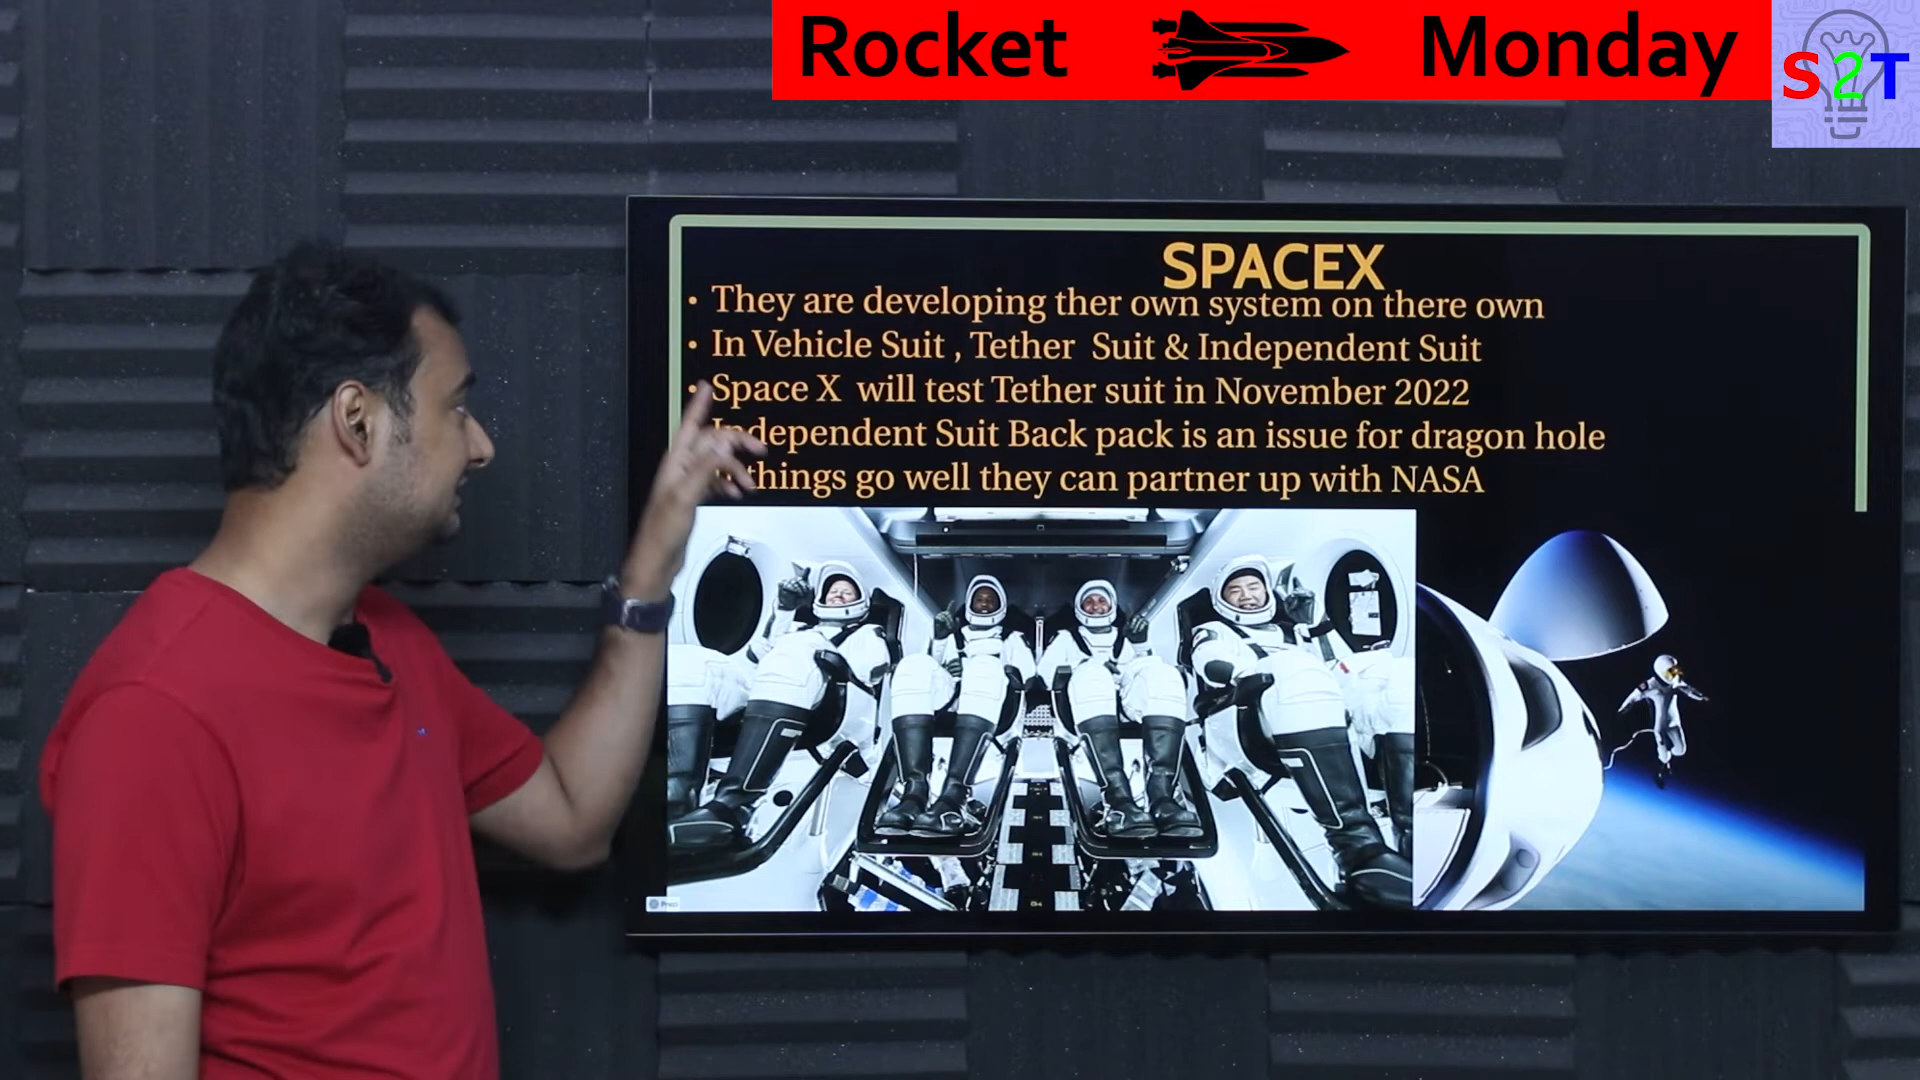 Rocket Monday
S2T
SPACEX
• They are developing ther own system on there own
• In Vehicle Suit , Tether Suit & Independent Suit
• Space X will test Tether suit in November 2022
Independent Suit Back pack is an issue for dragon hole
things go well they can partner up with NASA
Prezi